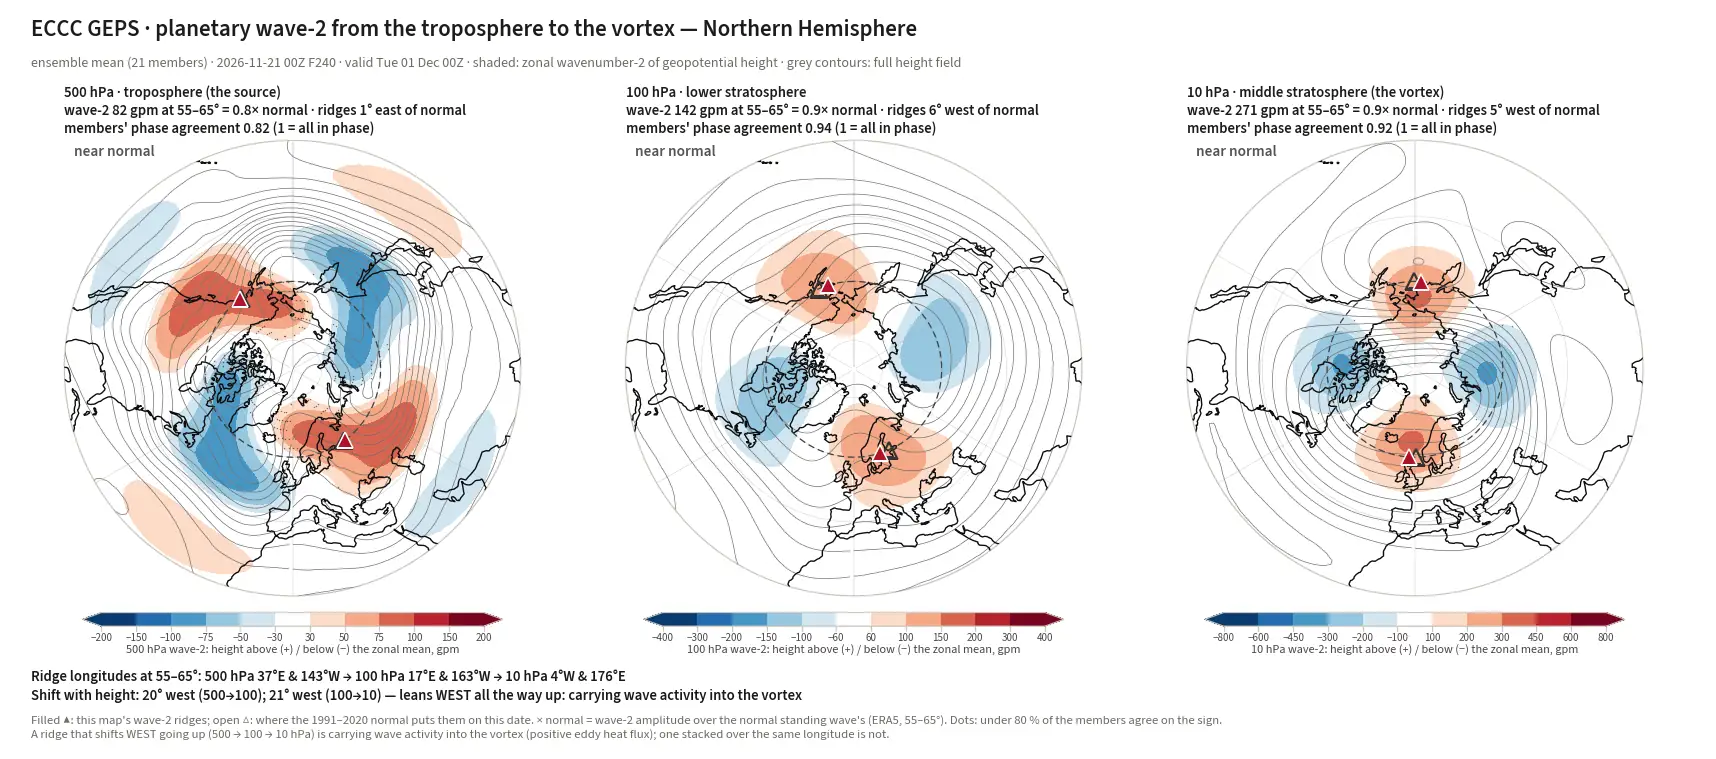 ECCC GEPS · planetary wave-2 from the troposphere to the vortex — Northern Hemisphere
ensemble mean (21 members) · 2026-11-21 00Z F240 · valid Tue 01 Dec 00Z · shaded: zonal wavenumber-2 of geopotential height · grey contours: full height field
500 hPa · troposphere (the source)
wave-2 82 gpm at 55–65° = 0.8× normal · ridges 1° east of normal
members' phase agreement 0.82 (1 = all in phase)
near normal
100 hPa · lower stratosphere
wave-2 142 gpm at 55–65° = 0.9× normal · ridges 6° west of normal
members' phase agreement 0.94 (1 = all in phase)
near normal
10 hPa · middle stratosphere (the vortex)
wave-2 271 gpm at 55–65° = 0.9× normal · ridges 5° west of normal
members' phase agreement 0.92 (1 = all in phase)
near normal
−200 −150 −100 −75 −50 −30 30 50 75 100 150 200
500 hPa wave-2: height above (+) / below (−) the zonal mean, gpm
−400 −300 −200 −150 −100 −60 60 100 150 200 300 400
100 hPa wave-2: height above (+) / below (−) the zonal mean, gpm
−800 −600 −450 −300 −200 −100 100 200 300 450 600 800
10 hPa wave-2: height above (+) / below (−) the zonal mean, gpm
Ridge longitudes at 55–65°: 500 hPa 37°E & 143°W → 100 hPa 17°E & 163°W → 10 hPa 4°W & 176°E
Shift with height: 20° west (500→100); 21° west (100→10) — leans WEST all the way up: carrying wave activity into the vortex
Filled ▲: this map's wave-2 ridges; open △: where the 1991–2020 normal puts them on this date. × normal = wave-2 amplitude over the normal standing wave's (ERA5, 55–65°). Dots: under 80 % of the members agree on the sign.
A ridge that shifts WEST going up (500 → 100 → 10 hPa) is carrying wave activity into the vortex (positive eddy heat flux); one stacked over the same longitude is not.